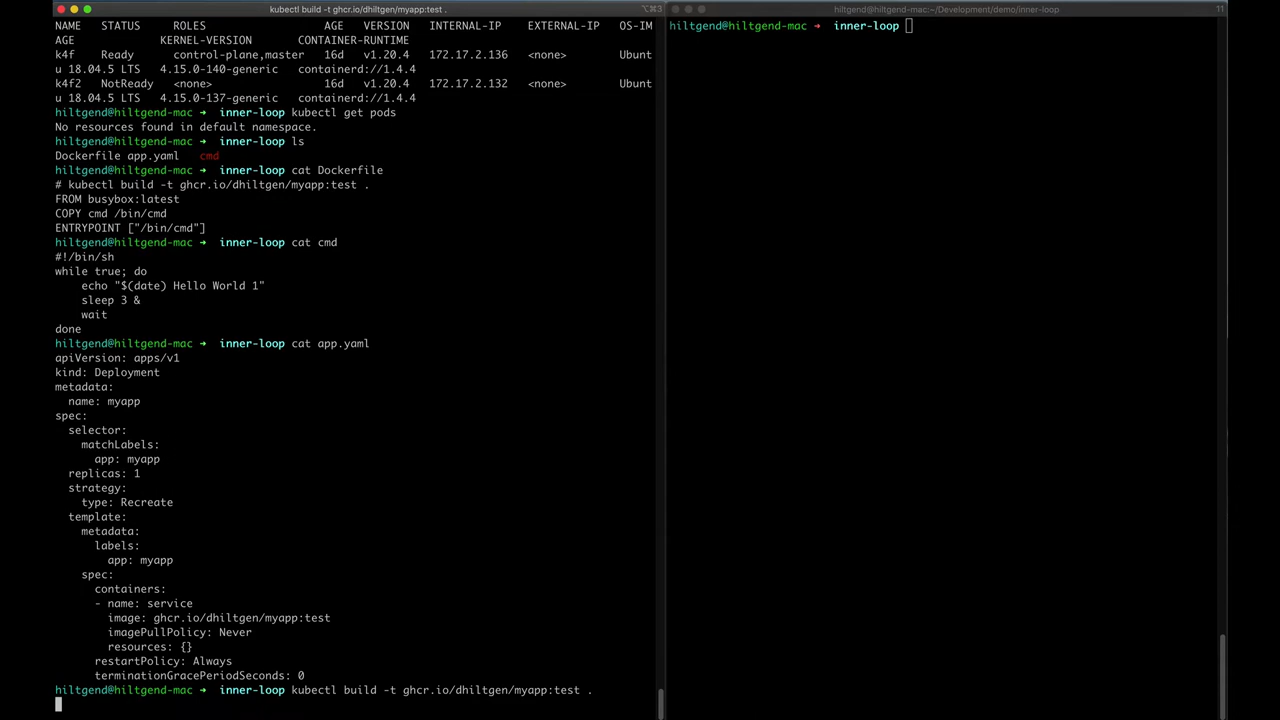 kubectl build -t ghcr.io/dhiltgen/myapp:test .
⌥⌘3
NAME   STATUS     ROLES                  AGE   VERSION   INTERNAL-IP    EXTERNAL-IP   OS-IM
AGE             KERNEL-VERSION       CONTAINER-RUNTIME
k4f    Ready      control-plane,master   16d   v1.20.4   172.17.2.136   <none>        Ubunt
u 18.04.5 LTS   4.15.0-140-generic   containerd://1.4.4
k4f2   NotReady   <none>                 16d   v1.20.4   172.17.2.132   <none>        Ubunt
u 18.04.5 LTS   4.15.0-137-generic   containerd://1.4.4
hiltgend@hiltgend-mac ➜  inner-loop kubectl get pods
No resources found in default namespace.
hiltgend@hiltgend-mac ➜  inner-loop ls
Dockerfile app.yaml   cmd
hiltgend@hiltgend-mac ➜  inner-loop cat Dockerfile
# kubectl build -t ghcr.io/dhiltgen/myapp:test .
FROM busybox:latest
COPY cmd /bin/cmd
ENTRYPOINT ["/bin/cmd"]
hiltgend@hiltgend-mac ➜  inner-loop cat cmd
#!/bin/sh
while true; do
    echo "$(date) Hello World 1"
    sleep 3 &
    wait
done
hiltgend@hiltgend-mac ➜  inner-loop cat app.yaml
apiVersion: apps/v1
kind: Deployment
metadata:
  name: myapp
spec:
  selector:
    matchLabels:
      app: myapp
  replicas: 1
  strategy:
    type: Recreate
  template:
    metadata:
      labels:
        app: myapp
    spec:
      containers:
      - name: service
        image: ghcr.io/dhiltgen/myapp:test
        imagePullPolicy: Never
        resources: {}
      restartPolicy: Always
      terminationGracePeriodSeconds: 0
hiltgend@hiltgend-mac ➜  inner-loop kubectl build -t ghcr.io/dhiltgen/myapp:test .
hiltgend@hiltgend-mac:~/Development/demo/inner-loop
hiltgend@hiltgend-mac ➜  inner-loop